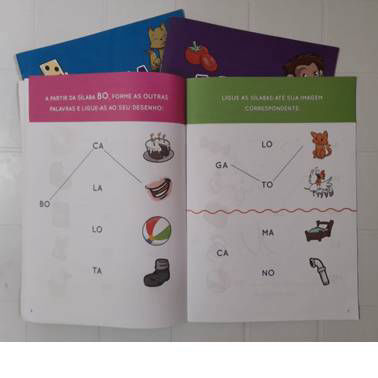 A PARTIR DA SÍLABA BO, FORME AS OUTRAS
PALAVRAS E LIGUE-AS AO SEU DESENHO:
CA
LA
BO
LO
TA
LIGUE AS SÍLABAS ATÉ SUA IMAGEM
CORRESPONDENTE:
LO
GA
TO
MA
CA
NO